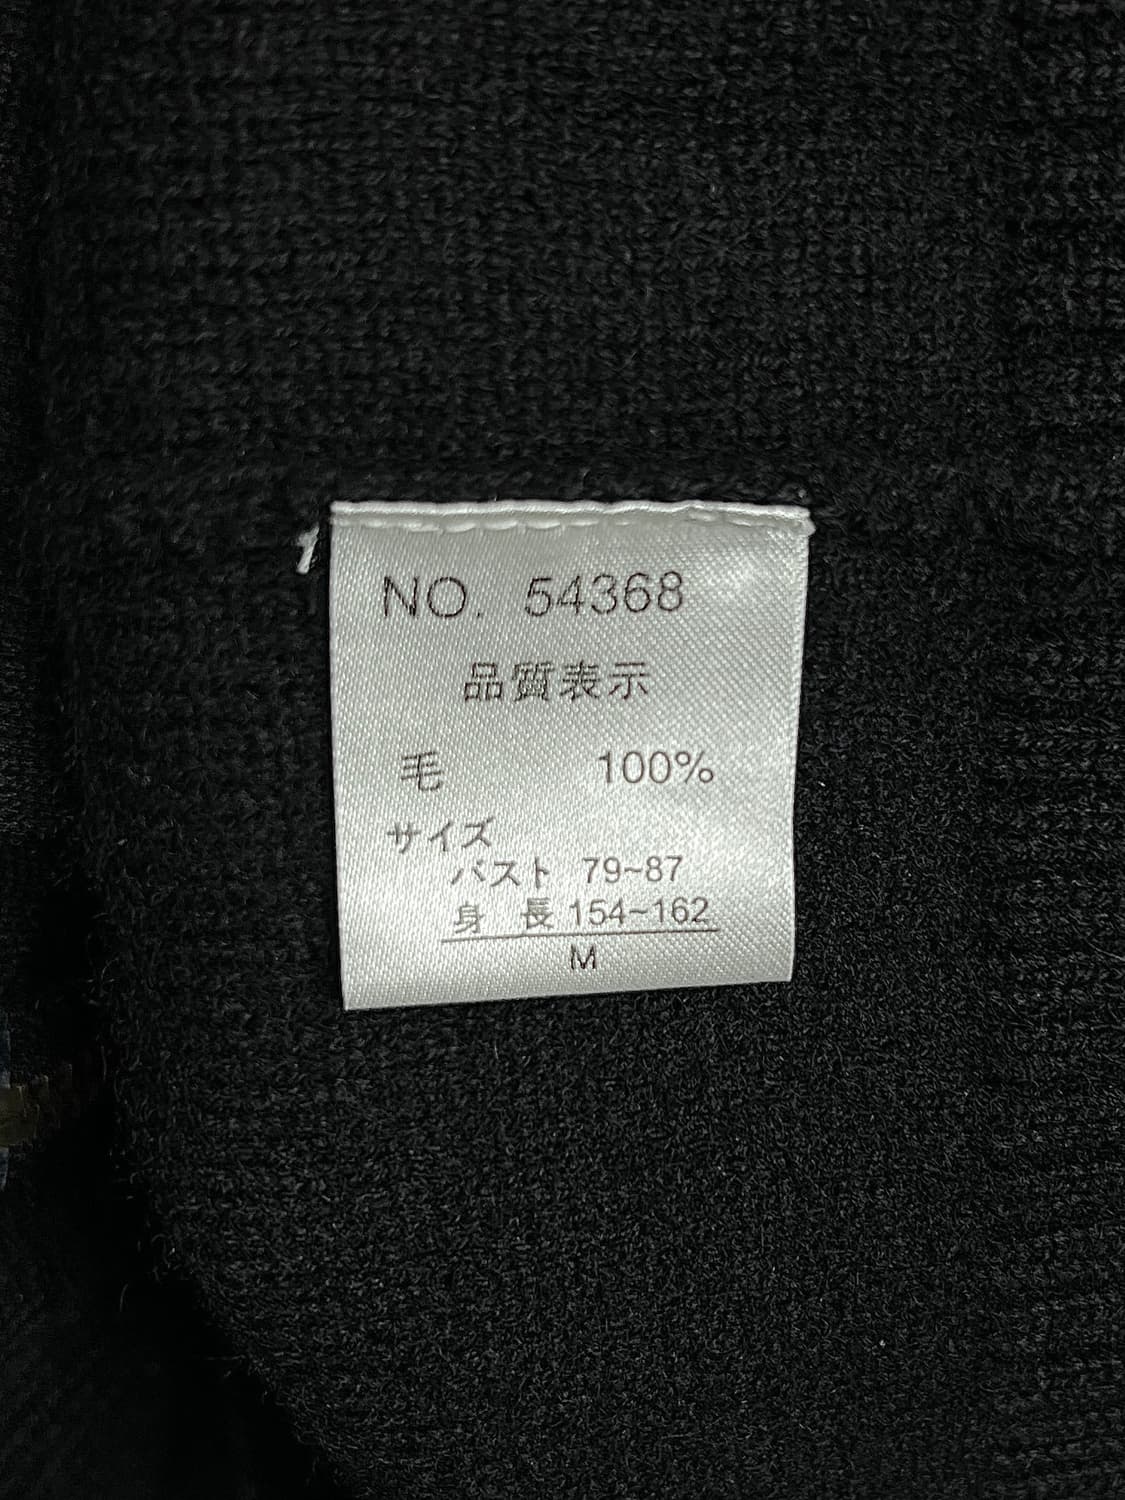 NO. 54368
品質表示
毛 100%
サイズ
バスト 79~87
身 長 154~162
M